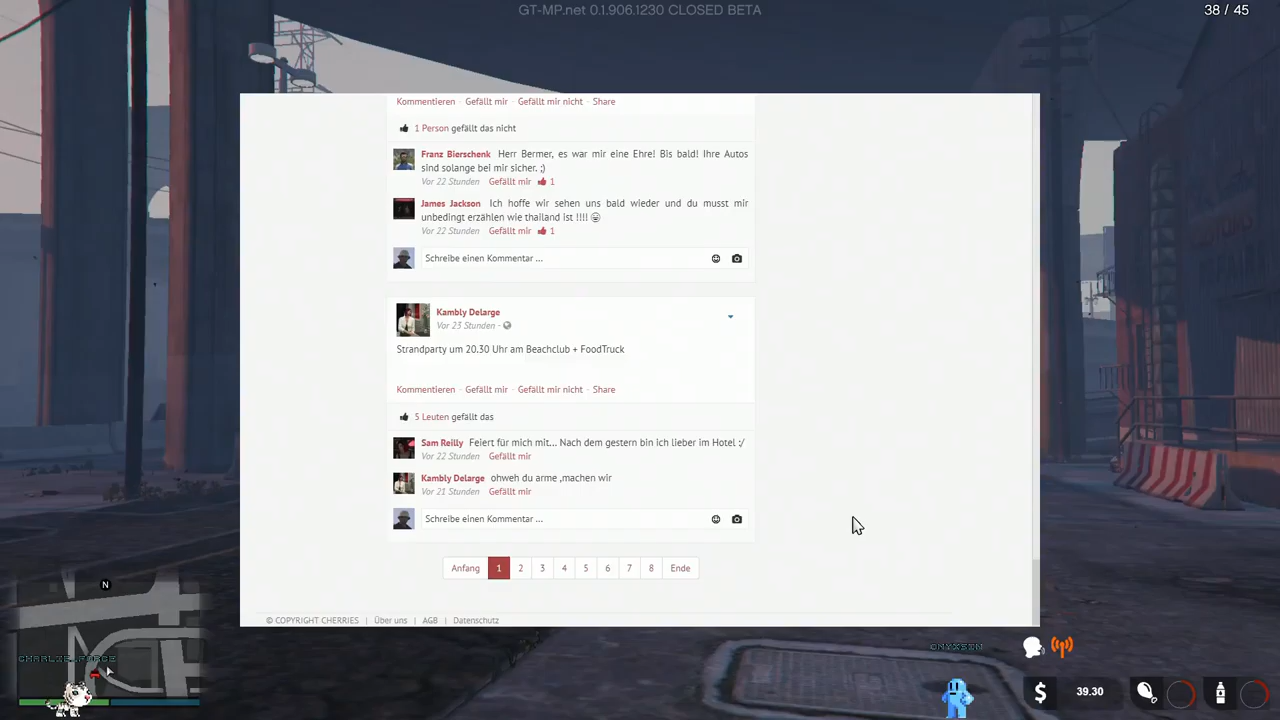 GT-MP.net 0.1.906.1230 CLOSED BETA
38 / 45
Kommentieren · Gefällt mir · Gefällt mir nicht · Share
1 Person gefällt das nicht
Franz Bierschenk Herr Bermer, es war mir eine Ehre! Bis bald! Ihre Autos
sind solange bei mir sicher. ;)
Vor 22 Stunden Gefällt mir 1
James Jackson Ich hoffe wir sehen uns bald wieder und du musst mir
unbedingt erzählen wie thailand ist !!!! 😀
Vor 22 Stunden Gefällt mir 1
Schreibe einen Kommentar ...
Kambly Delarge
Vor 23 Stunden -
Strandparty um 20.30 Uhr am Beachclub + FoodTruck
Kommentieren · Gefällt mir · Gefällt mir nicht · Share
5 Leuten gefällt das
Sam Reilly Feiert für mich mit... Nach dem gestern bin ich lieber im Hotel :/
Vor 22 Stunden Gefällt mir
Kambly Delarge ohweh du arme ,machen wir
Vor 21 Stunden Gefällt mir
Schreibe einen Kommentar ...
Anfang 1 2 3 4 5 6 7 8 Ende
© COPYRIGHT CHERRIES | Über uns | AGB | Datenschutz
N
$ 39.30